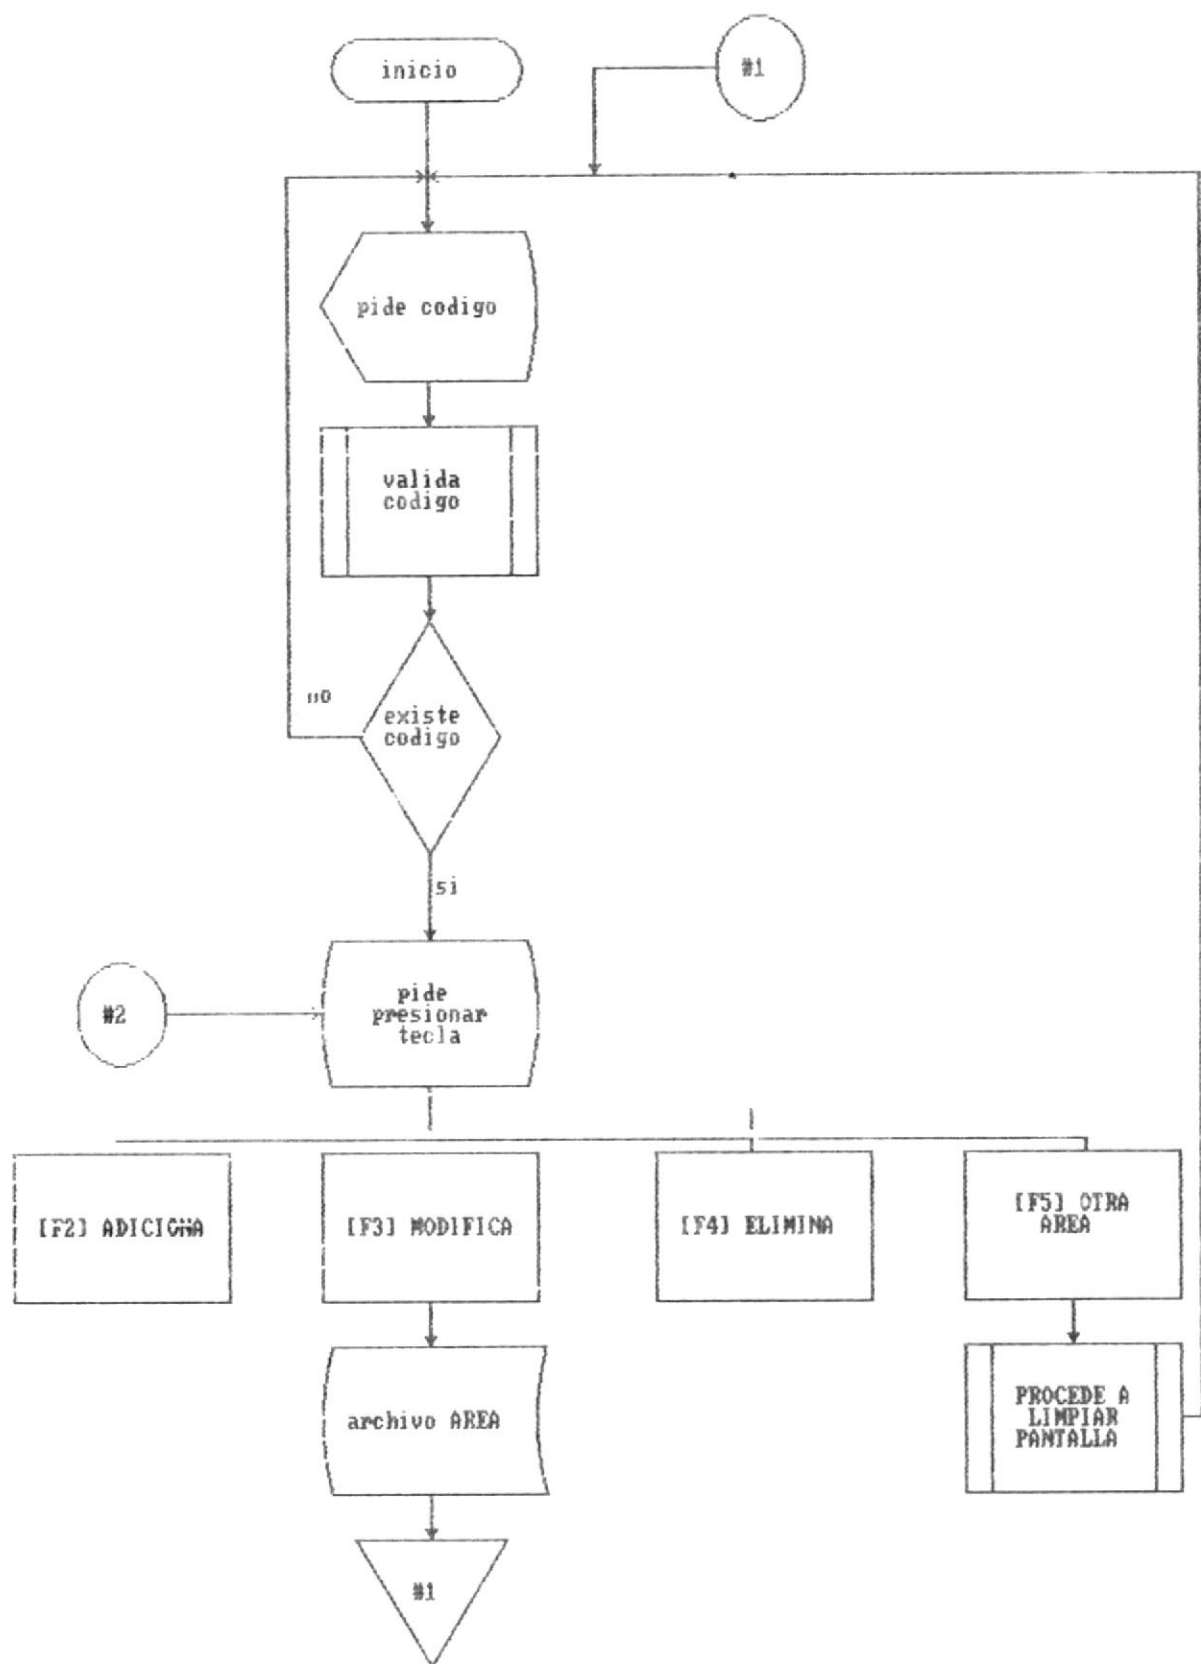 inicio
#1
pide codigo
valida
codigo
no
existe
codigo
si
#2
pide
presionar
tecla
[F2] ADICIONA
[F3] MODIFICA
[F4] ELIMINA
[F5] OTRA
AREA
archivo AREA
PROCEDE A
LIMPIAR
PANTALLA
#1